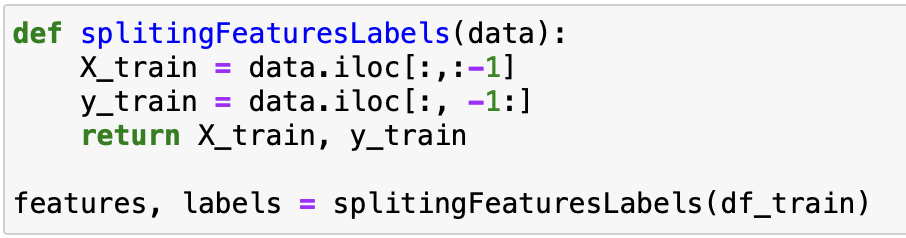 def splitingFeaturesLabels(data):
    X_train = data.iloc[:,:-1]
    y_train = data.iloc[:, -1:]
    return X_train, y_train

features, labels = splitingFeaturesLabels(df_train)